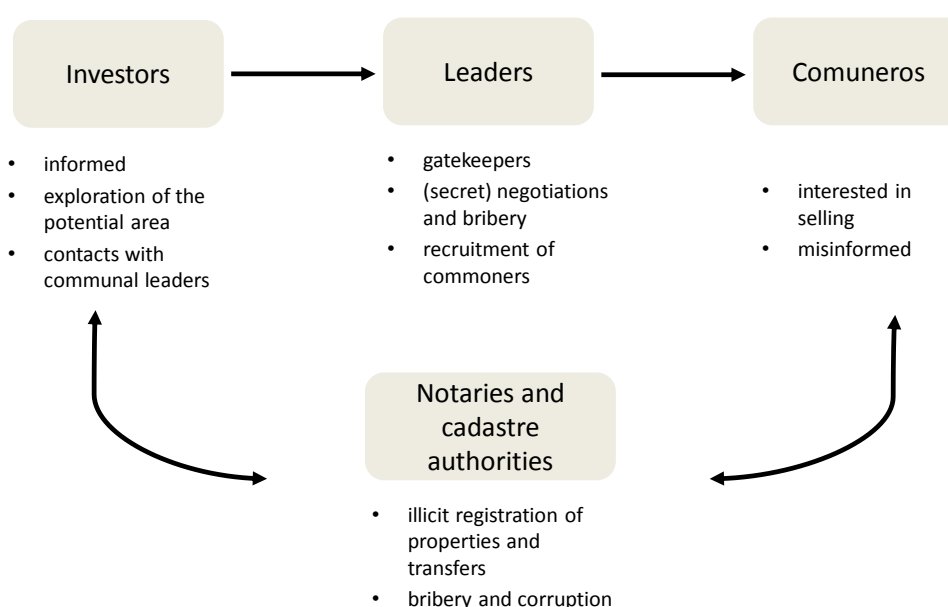 Investors
Leaders
Comuneros
• informed
• exploration of the
potential area
• contacts with
communal leaders
• gatekeepers
• (secret) negotiations
and bribery
• recruitment of
commoners
• interested in
selling
• misinformed
Notaries and
cadastre
authorities
• illicit registration of
properties and
transfers
• bribery and corruption